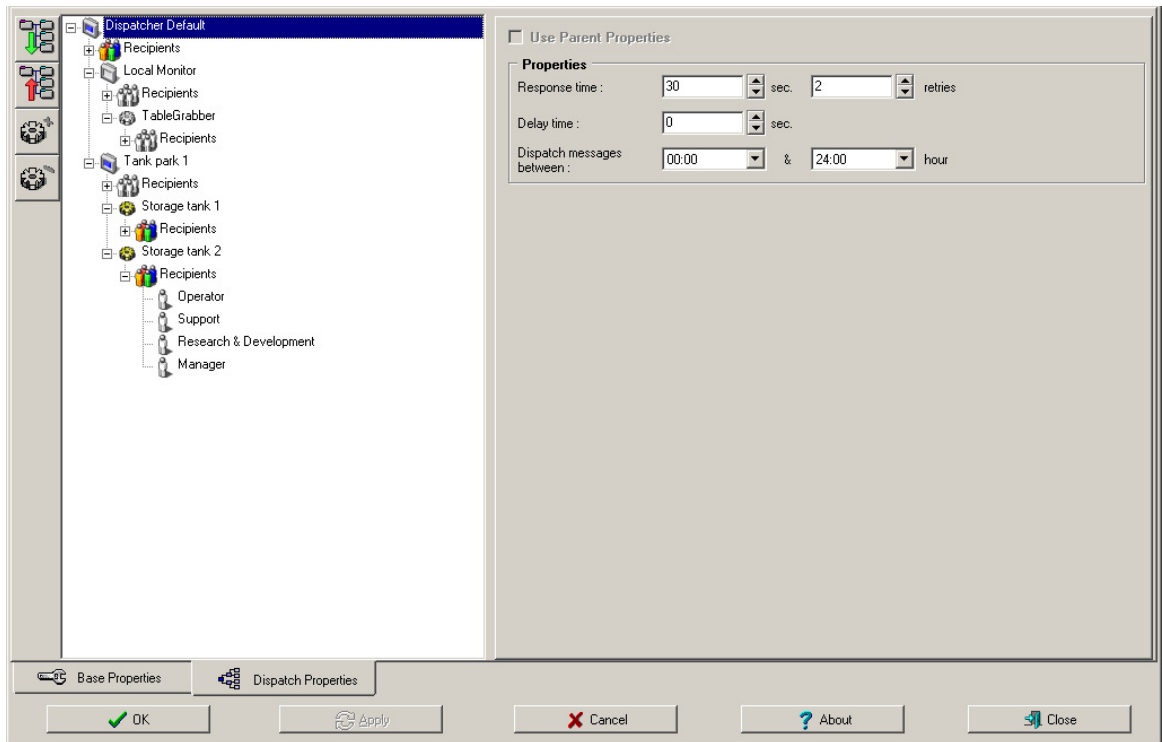 Dispatcher Default
Recipients
Local Monitor
Recipients
TableGrabber
Recipients
Tank park 1
Recipients
Storage tank 1
Recipients
Storage tank 2
Recipients
Operator
Support
Research & Development
Manager
Use Parent Properties
Properties
Response time : 30 sec. 2 retries
Delay time : 0 sec.
Dispatch messages
between : 00:00 & 24:00 hour
Base Properties Dispatch Properties
OK Apply Cancel ? About Close